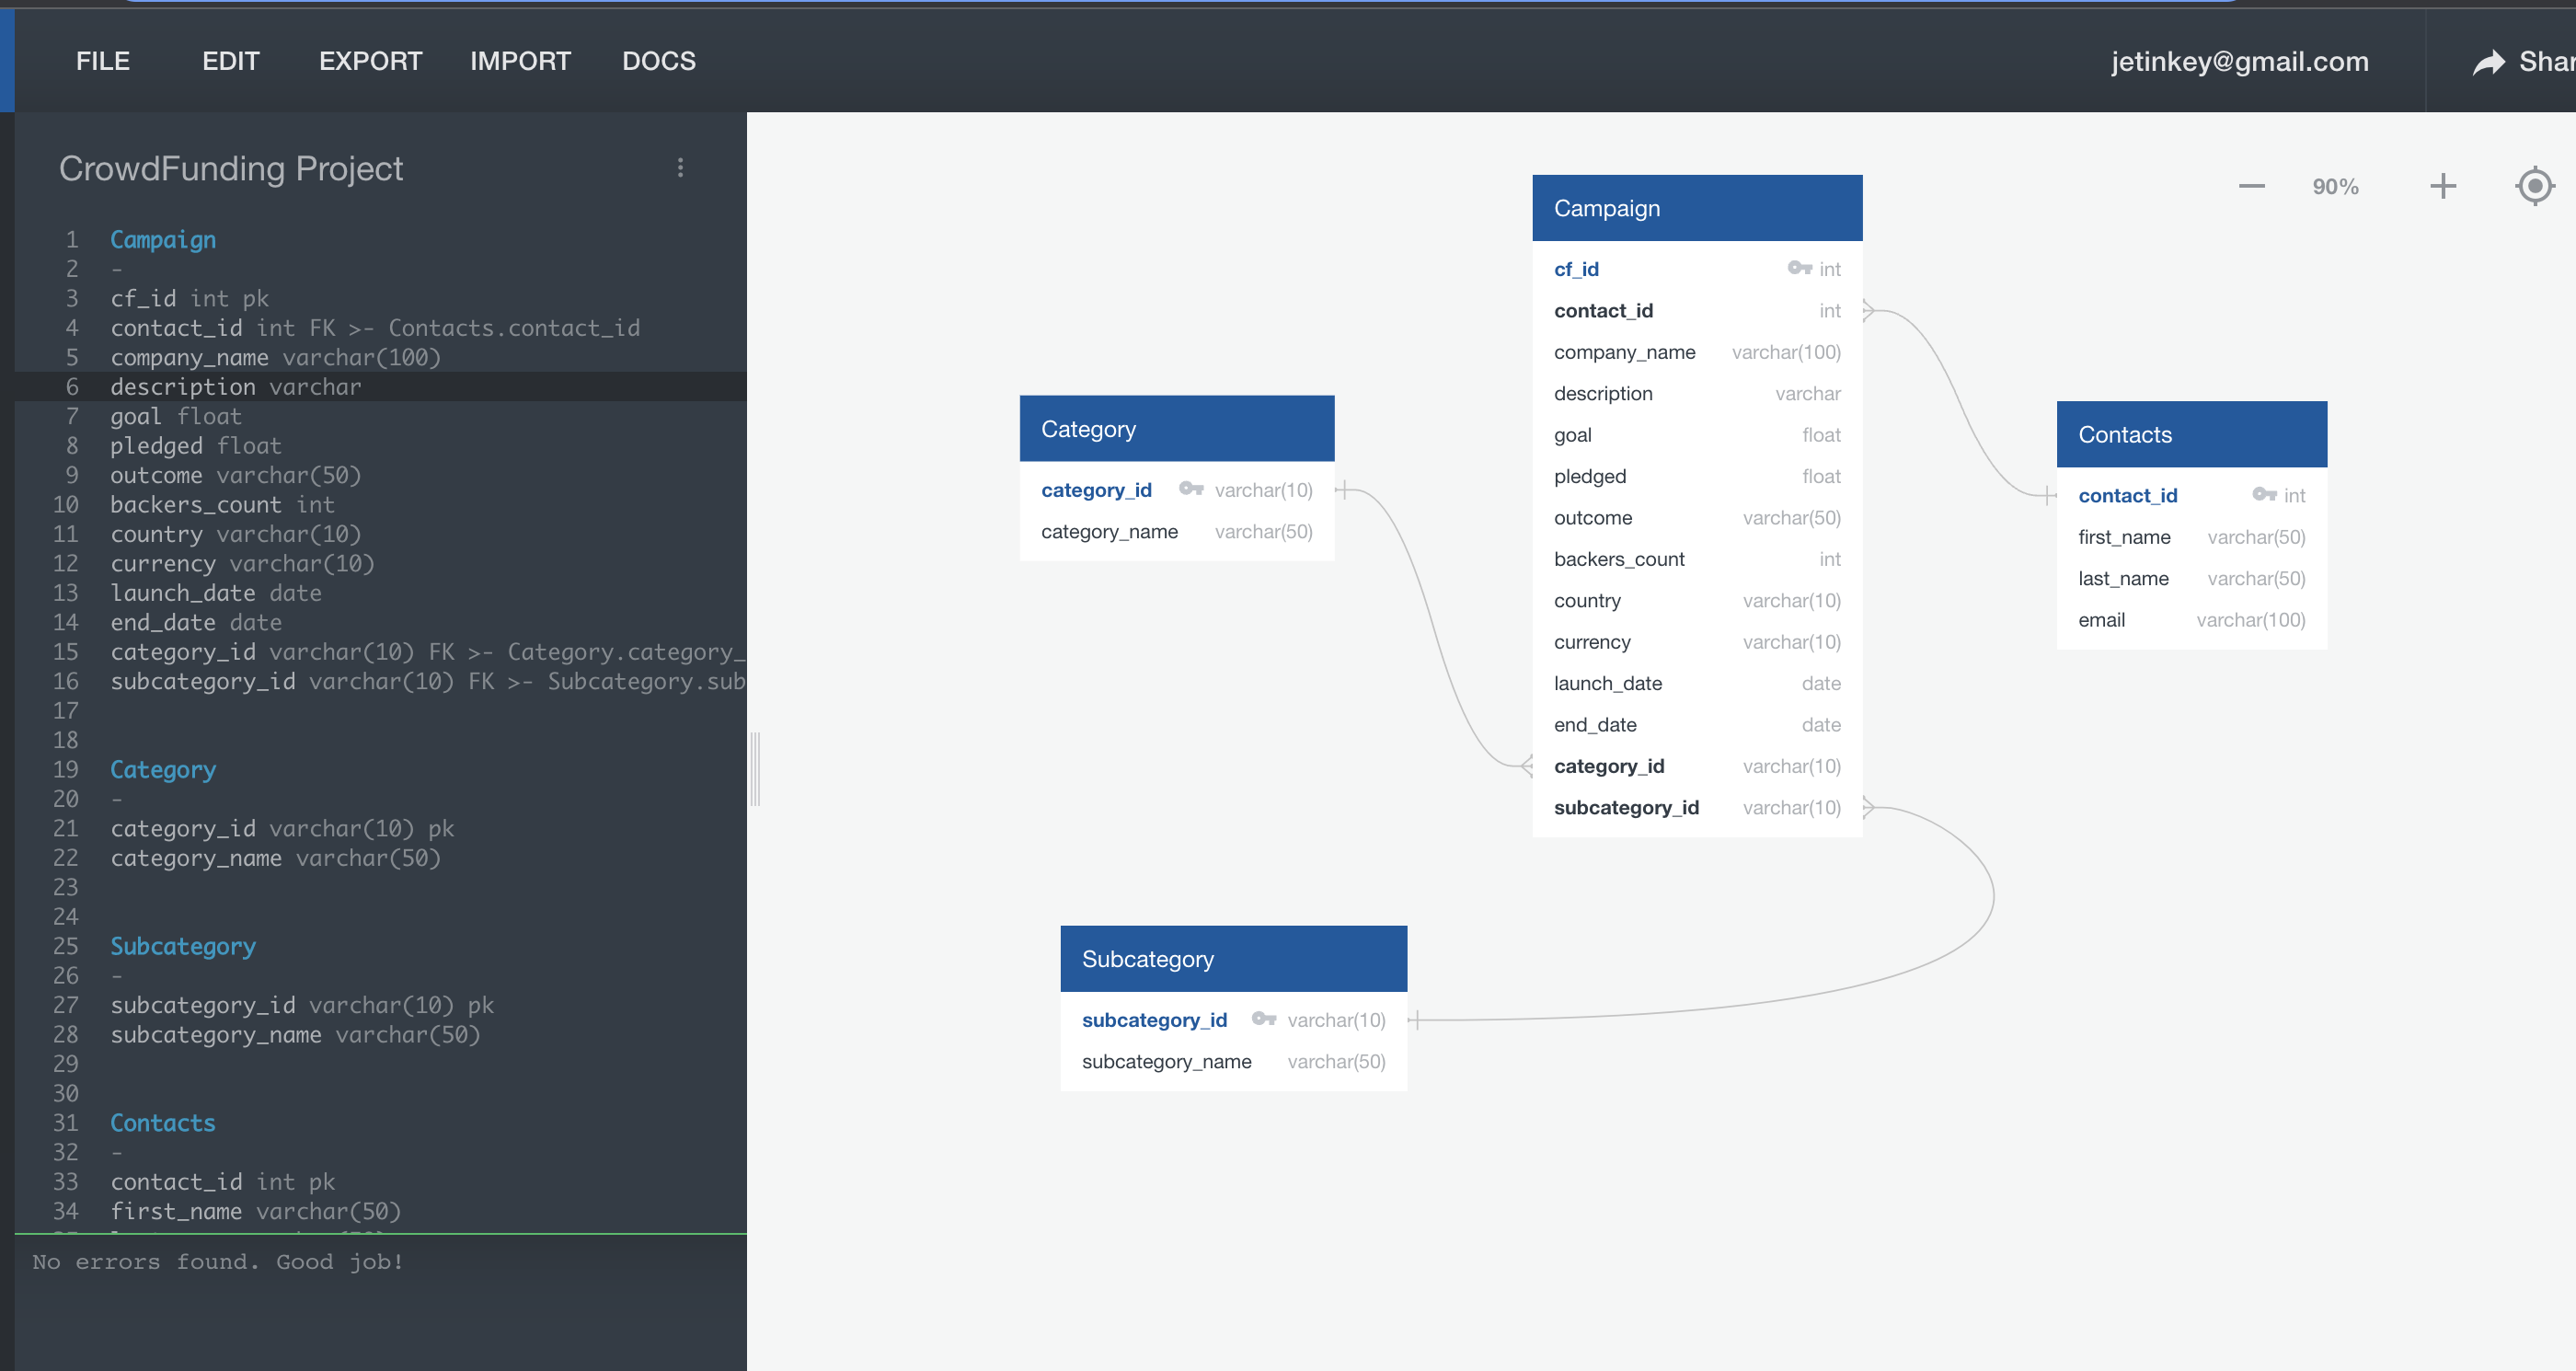 FILE EDIT EXPORT IMPORT DOCS jetinkey@gmail.com Shar
CrowdFunding Project
1 Campaign
2 -
3 cf_id int pk
4 contact_id int FK >- Contacts.contact_id
5 company_name varchar(100)
6 description varchar
7 goal float
8 pledged float
9 outcome varchar(50)
10 backers_count int
11 country varchar(10)
12 currency varchar(10)
13 launch_date date
14 end_date date
15 category_id varchar(10) FK >- Category.category_
16 subcategory_id varchar(10) FK >- Subcategory.sub
17
18
19 Category
20 -
21 category_id varchar(10) pk
22 category_name varchar(50)
23
24
25 Subcategory
26 -
27 subcategory_id varchar(10) pk
28 subcategory_name varchar(50)
29
30
31 Contacts
32 -
33 contact_id int pk
34 first_name varchar(50)
No errors found. Good job!
90%
Category
category_id varchar(10)
category_name varchar(50)
Campaign
cf_id int
contact_id int
company_name varchar(100)
description varchar
goal float
pledged float
outcome varchar(50)
backers_count int
country varchar(10)
currency varchar(10)
launch_date date
end_date date
category_id varchar(10)
subcategory_id varchar(10)
Contacts
contact_id int
first_name varchar(50)
last_name varchar(50)
email varchar(100)
Subcategory
subcategory_id varchar(10)
subcategory_name varchar(50)